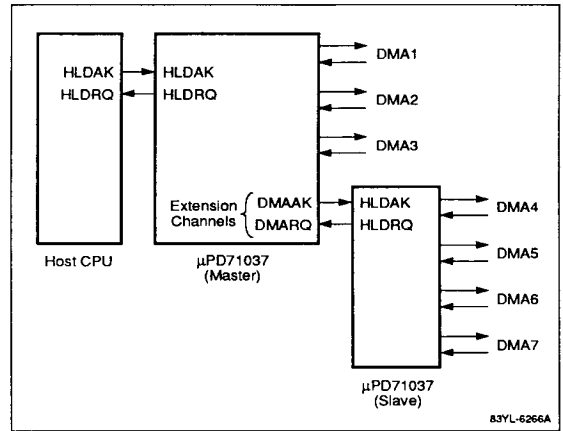 HLDAK
HLDRQ
Host CPU
HLDAK
HLDRQ
Extension
Channels
DMAAK
DMARQ
µPD71037
(Master)
DMA1
DMA2
DMA3
HLDAK
HLDRQ
µPD71037
(Slave)
DMA4
DMA5
DMA6
DMA7
83YL-6266A